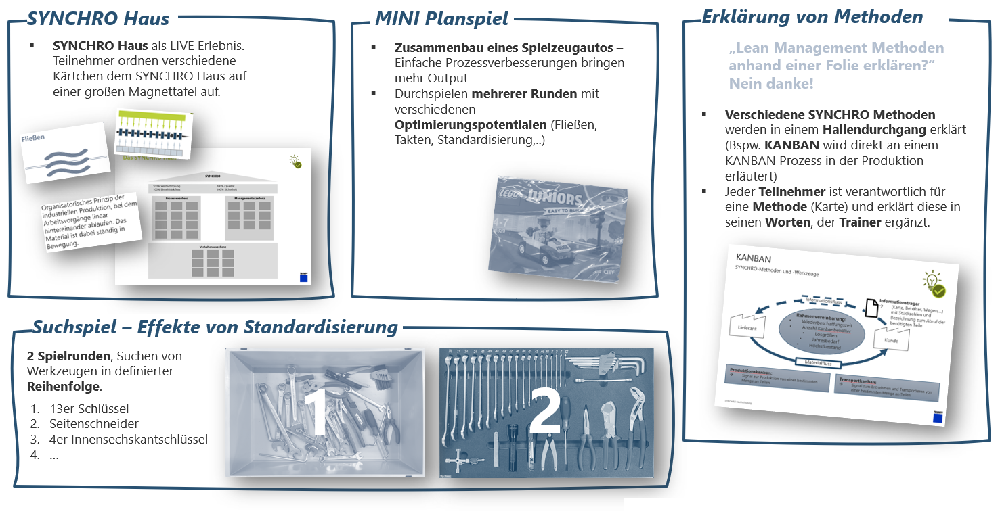 SYNCHRO Haus
▪ SYNCHRO Haus als LIVE Erlebnis.
Teilnehmer ordnen verschiedene
Kärtchen dem SYNCHRO Haus auf
einer großen Magnettafel auf.
Fließen
Das SYNCHRO
SYNCHRO
100% Wertschöpfung 100% Qualität
100% Einzelstückfluss 100% Sicherheit
Prozessexzellenz Managementexzellenz
Verhaltensexzellenz
TRUMPF
Organisatorisches Prinzip der
industriellen Produktion, bei dem
Arbeitsvorgänge linear
hintereinander ablaufen. Das
Material ist dabei ständig in
Bewegung.
MINI Planspiel
▪ Zusammenbau eines Spielzeugautos –
Einfache Prozessverbesserungen bringen
mehr Output
▪ Durchspielen mehrerer Runden mit
verschiedenen
Optimierungspotentialen (Fließen,
Takten, Standardisierung,..)
LEGO JUNIORS
EASY TO BUILD
4-7
CITY
Erklärung von Methoden
„Lean Management Methoden
anhand einer Folie erklären?“
Nein danke!
▪ Verschiedene SYNCHRO Methoden
werden in einem Hallendurchgang erklärt
(Bspw. KANBAN wird direkt an einem
KANBAN Prozess in der Produktion
erläutert)
▪ Jeder Teilnehmer ist verantwortlich für
eine Methode (Karte) und erklärt diese in
seinen Worten, der Trainer ergänzt.
KANBAN
SYNCHRO-Methoden und -Werkzeuge
Informationsfluss
Informationsträger:
→ (Karte, Behälter, Wagen,...)
mit Stückzahlen und
Bezeichnung zum Abruf der
benötigten Teile
Rahmenvereinbarung:
• Wiederbeschaffungszeit
• Anzahl Kanbanbehälter
• Losgrößen
• Jahresbedarf
• Höchstbestand
Lieferant
Kunde
Materialfluss
Produktionskanban:
→ Signal zur Produktion von einer bestimmten
Menge an Teilen
Transportkanban:
→ Signal zum Entnehmen und Transportieren von
einer bestimmten Menge an Teilen
TRUMPF
Suchspiel – Effekte von Standardisierung
2 Spielrunden, Suchen von
Werkzeugen in definierter
Reihenfolge.
1. 13er Schlüssel
2. Seitenschneider
3. 4er Innensechskantschlüssel
4. ...
1
2